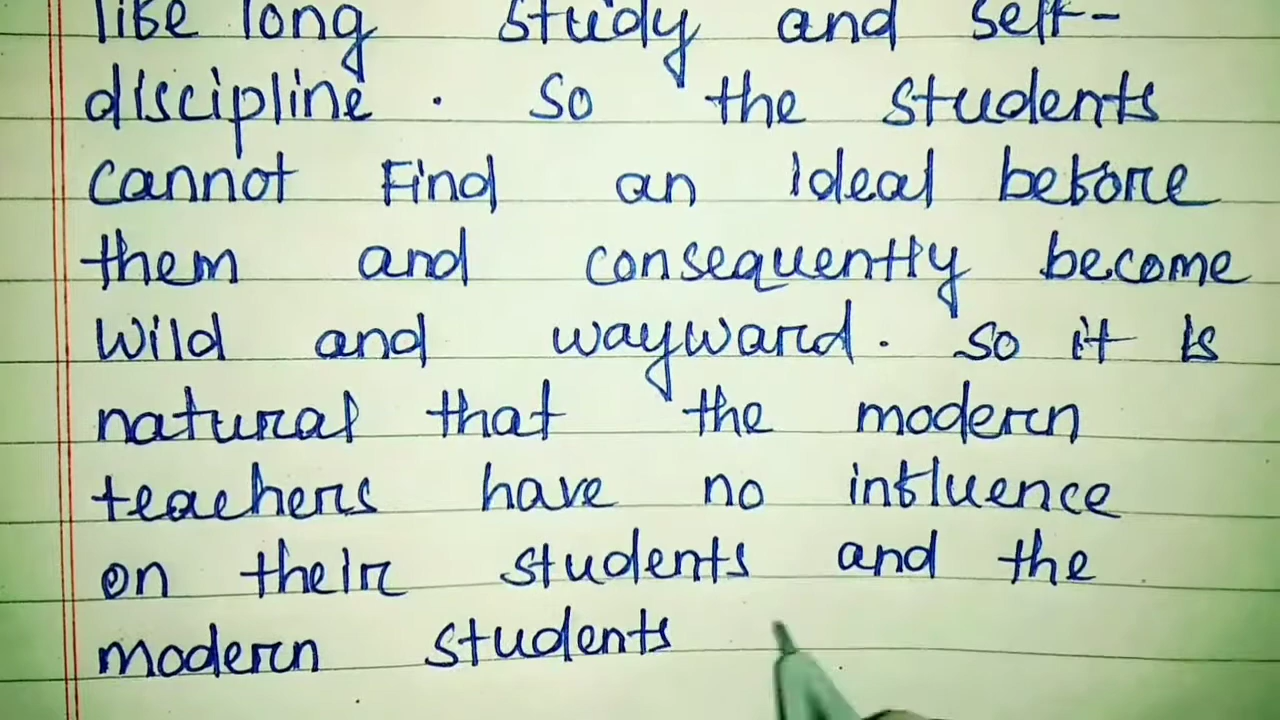 life long study and self-
discipline. So the students
cannot Find an Ideal before
them and consequently become
Wild and wayward. So it is
natural that the modern
teachers have no influence
on their students and the
modern students